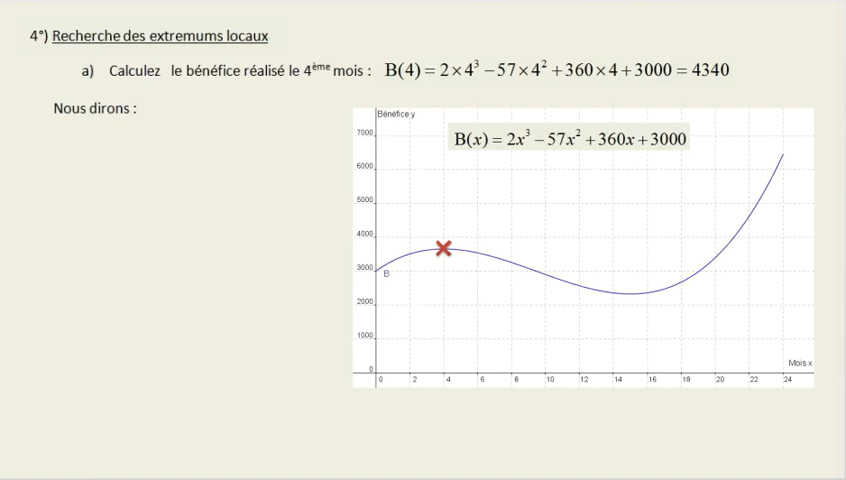 4°) Recherche des extremums locaux
a) Calculez le bénéfice réalisé le 4ème mois : B(4) = 2×4³ −57×4² +360×4+3000 = 4340
Nous dirons :
Bénéfice y
B(x) = 2x³ − 57x² + 360x + 3000
7000
6000
5000
4000
3000
B
2000
1000
0
Mois x
0 2 4 6 8 10 12 14 16 18 20 22 24